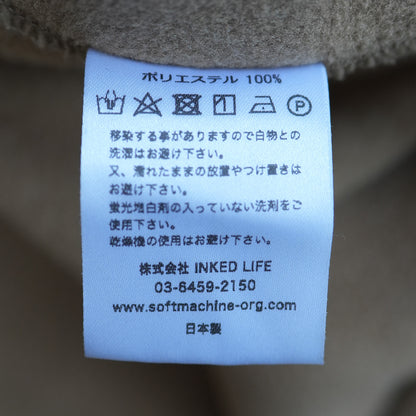 ポリエステル 100%
移染する事がありますので白物との
洗濯はお避け下さい。
又、濡れたままの放置やつけ置きは
お避け下さい。
蛍光増白剤の入っていない洗剤をご
使用下さい。
乾燥機の使用はお避け下さい。
株式会社 INKED LIFE
03-6459-2150
www.softmachine-org.com
日本製